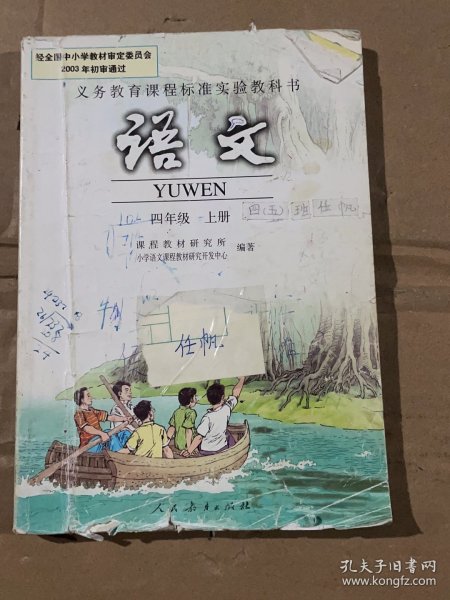 经全国中小学教材审定委员会
2003年初审通过
义务教育课程标准实验教科书
语文
YUWEN
四年级 上册
四(五)班任帆
课程教材研究所
小学语文课程教材研究开发中心
编著
任帆
人民教育出版社
孔夫子旧书网
www.kongfz.com